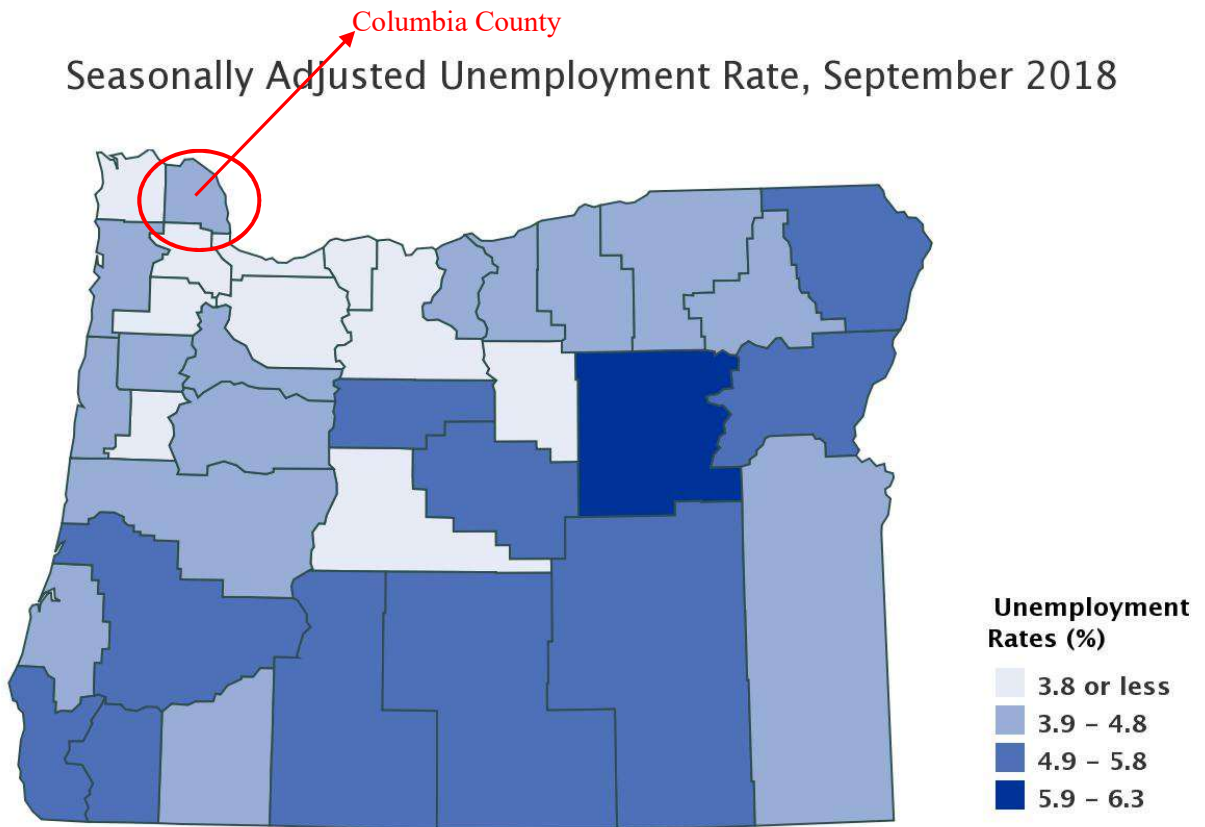 Columbia County
Seasonally Adjusted Unemployment Rate, September 2018
Unemployment
Rates (%)
3.8 or less
3.9 – 4.8
4.9 – 5.8
5.9 – 6.3